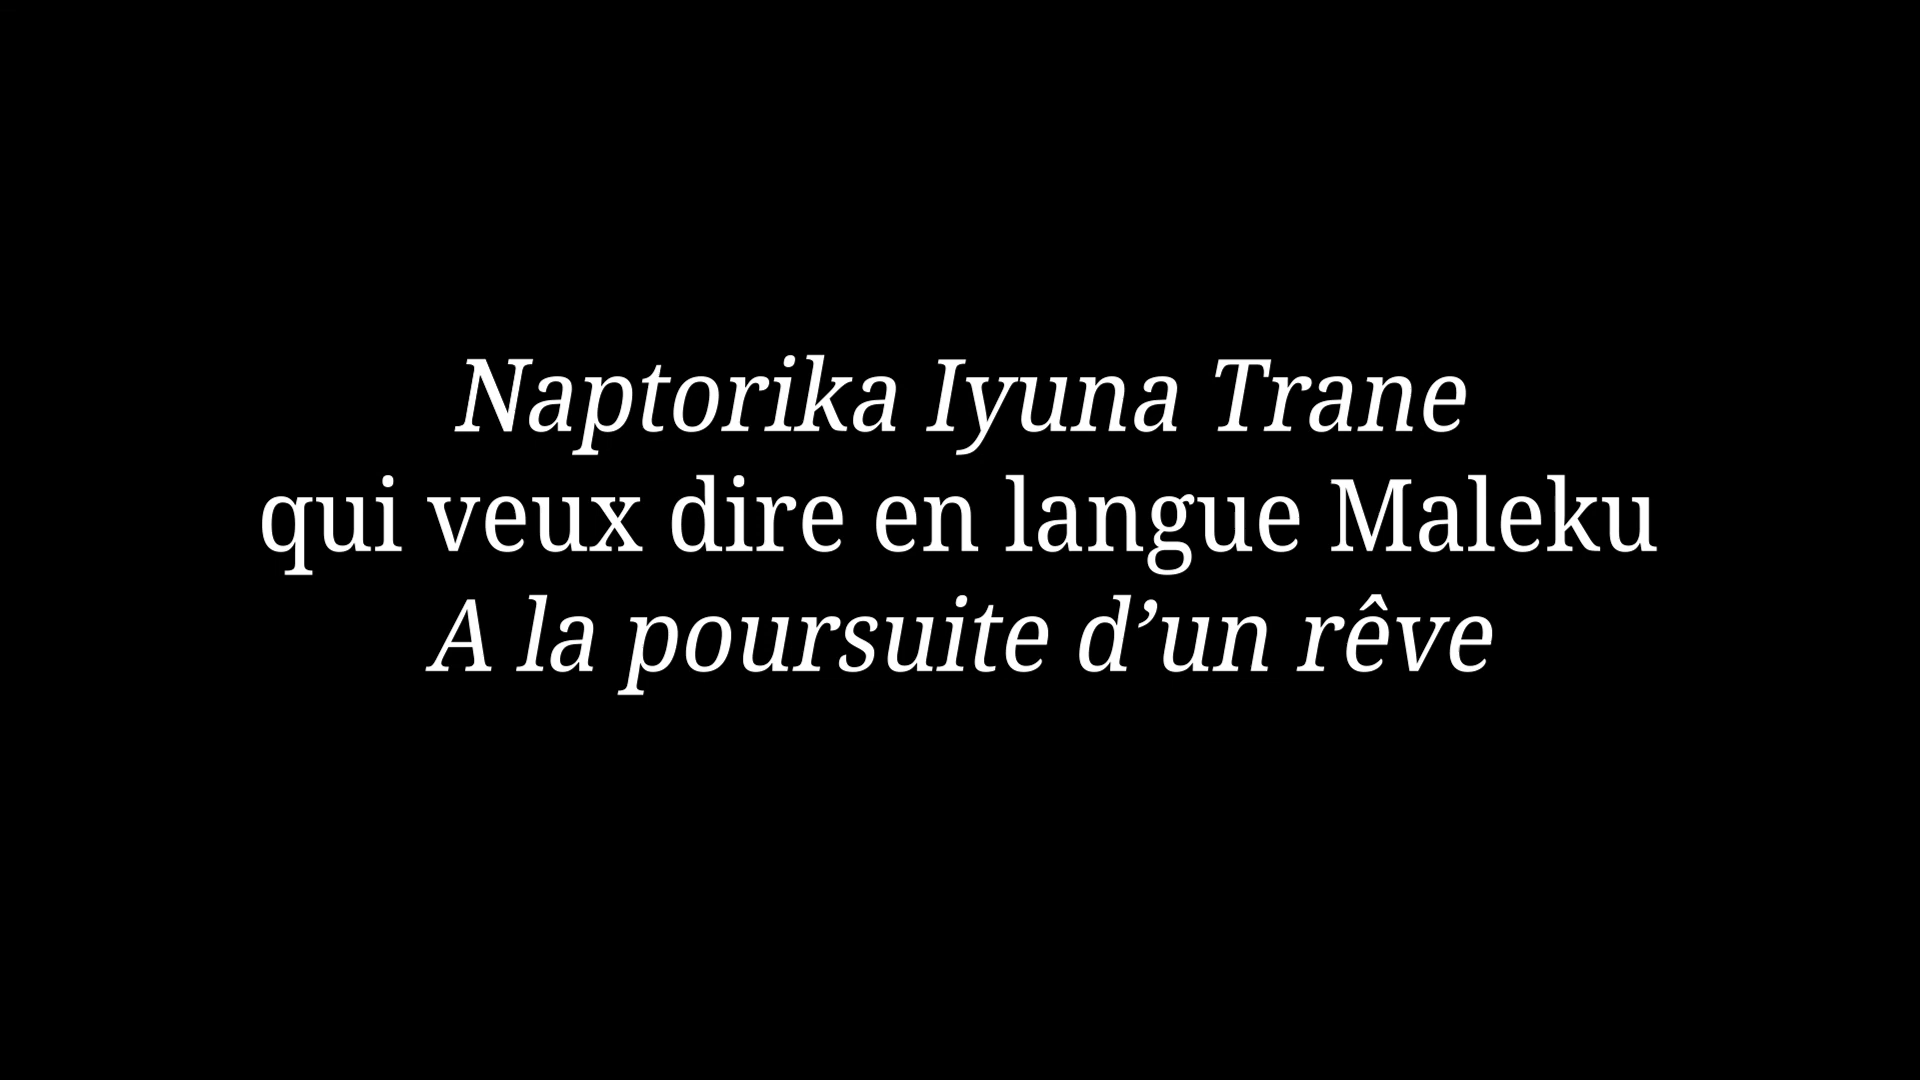 Naptorika Iyuna Trane
qui veux dire en langue Maleku
A la poursuite d’un rêve